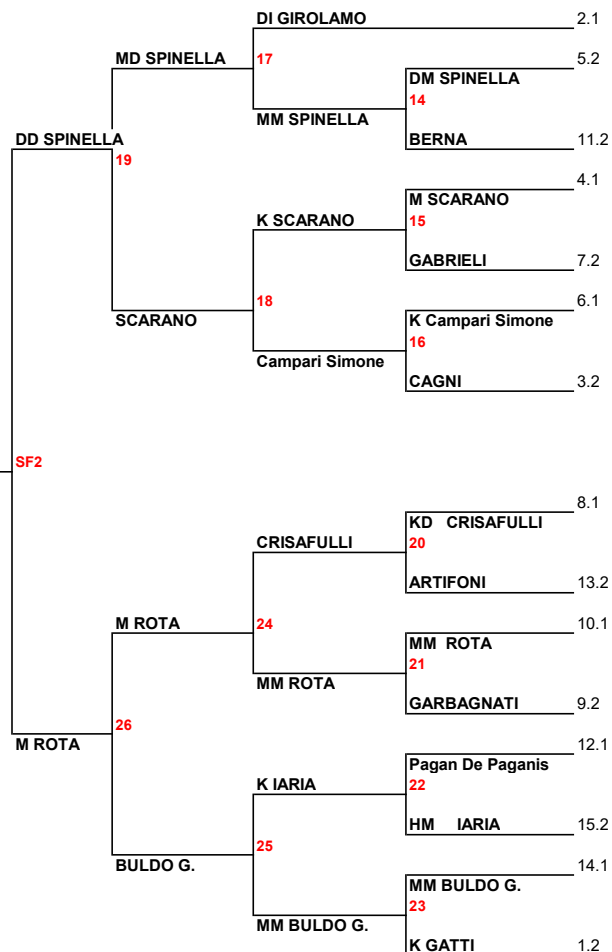 DI GIROLAMO 2.1
MD SPINELLA 17 5.2
DM SPINELLA
14
MM SPINELLA
DD SPINELLA BERNA 11.2
19
4.1
M SCARANO
K SCARANO 15
GABRIELI 7.2
18
SCARANO 6.1
K Campari Simone
16
Campari Simone
CAGNI 3.2
SF2
8.1
KD CRISAFULLI
CRISAFULLI 20
ARTIFONI 13.2
M ROTA 24 10.1
MM ROTA
21
MM ROTA
GARBAGNATI 9.2
26
M ROTA 12.1
Pagan De Paganis
K IARIA 22
HM IARIA 15.2
25
BULDO G. 14.1
MM BULDO G.
23
MM BULDO G.
K GATTI 1.2